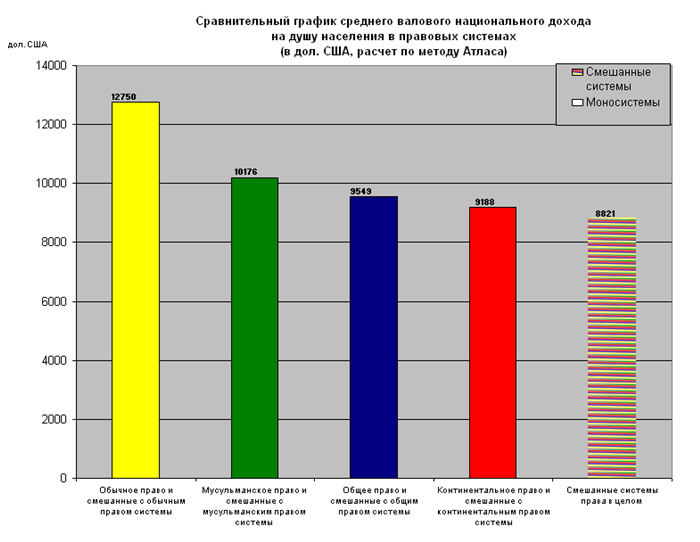 Сравнительный график среднего валового национального дохода
на душу населения в правовых системах
(в дол. США, расчет по методу Атласа)
дол. США
14000
12000
10000
8000
6000
4000
2000
0
12750
10176
9549
9188
8821
Смешанные
системы
Моносистемы
Обычное право и
смешанные с обычным
правом системы
Мусульманское право и
смешанные с
мусульманским правом
системы
Общее право и
смешанные с общим
правом системы
Континентальное право и
смешанные с
континентальным правом
системы
Смешанные системы
права в целом